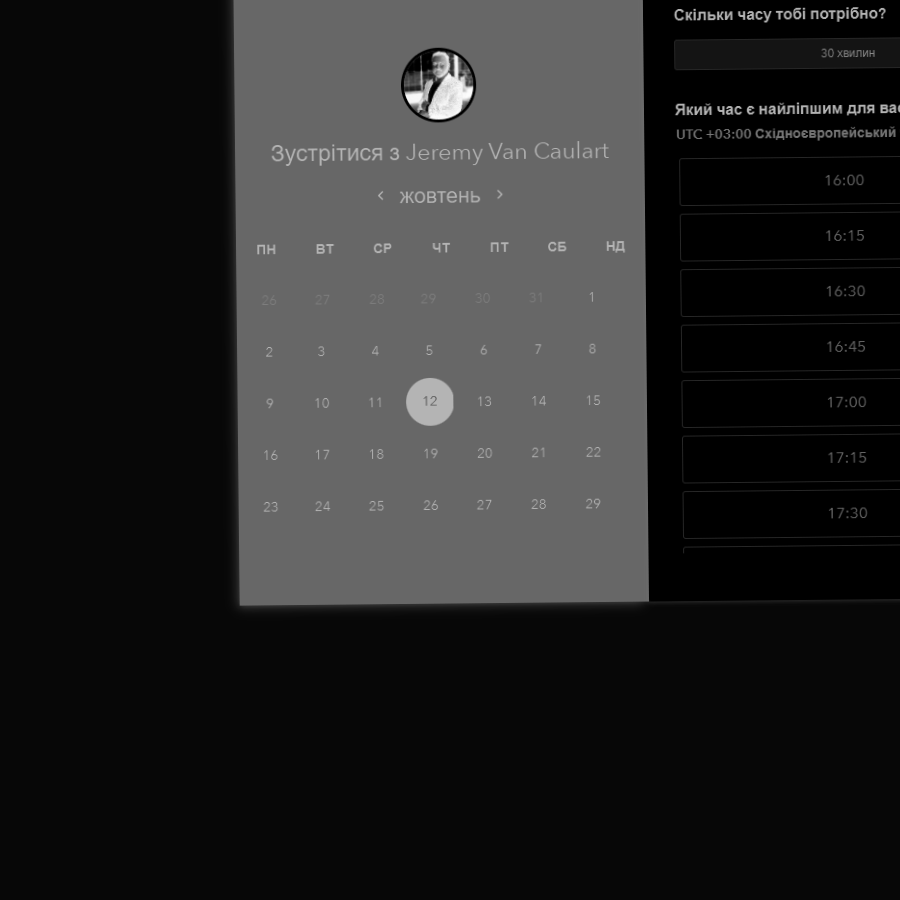 Зустрітися з Jeremy Van Caulart
‹ жовтень ›
ПН ВТ СР ЧТ ПТ СБ НД
26 27 28 29 30 31 1
2 3 4 5 6 7 8
9 10 11 12 13 14 15
16 17 18 19 20 21 22
23 24 25 26 27 28 29
Скільки часу тобі потрібно?
30 хвилин
Який час є найліпшим для вас
UTC +03:00 Східноєвропейський
16:00
16:15
16:30
16:45
17:00
17:15
17:30